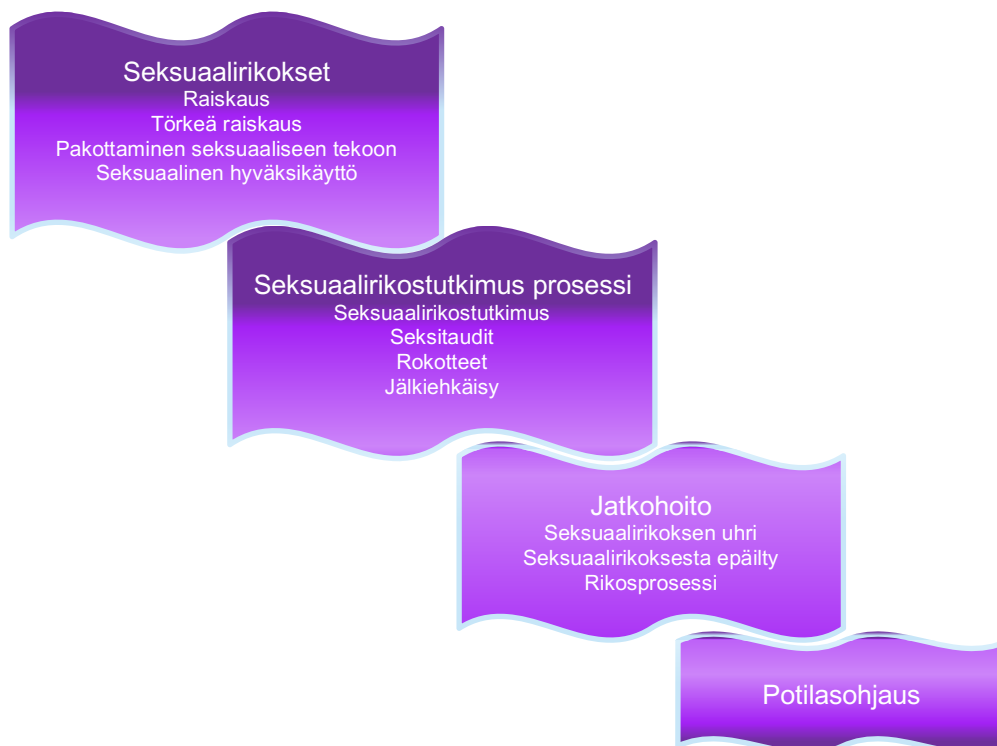 Seksuaalirikokset
Raiskaus
Törkeä raiskaus
Pakottaminen seksuaaliseen tekoon
Seksuaalinen hyväksikäyttö
Seksuaalirikostutkimus prosessi
Seksuaalirikostutkimus
Seksitaudit
Rokotteet
Jälkiehkäisy
Jatkohoito
Seksuaalirikoksen uhri
Seksuaalirikoksesta epäilty
Rikosprosessi
Potilasohjaus